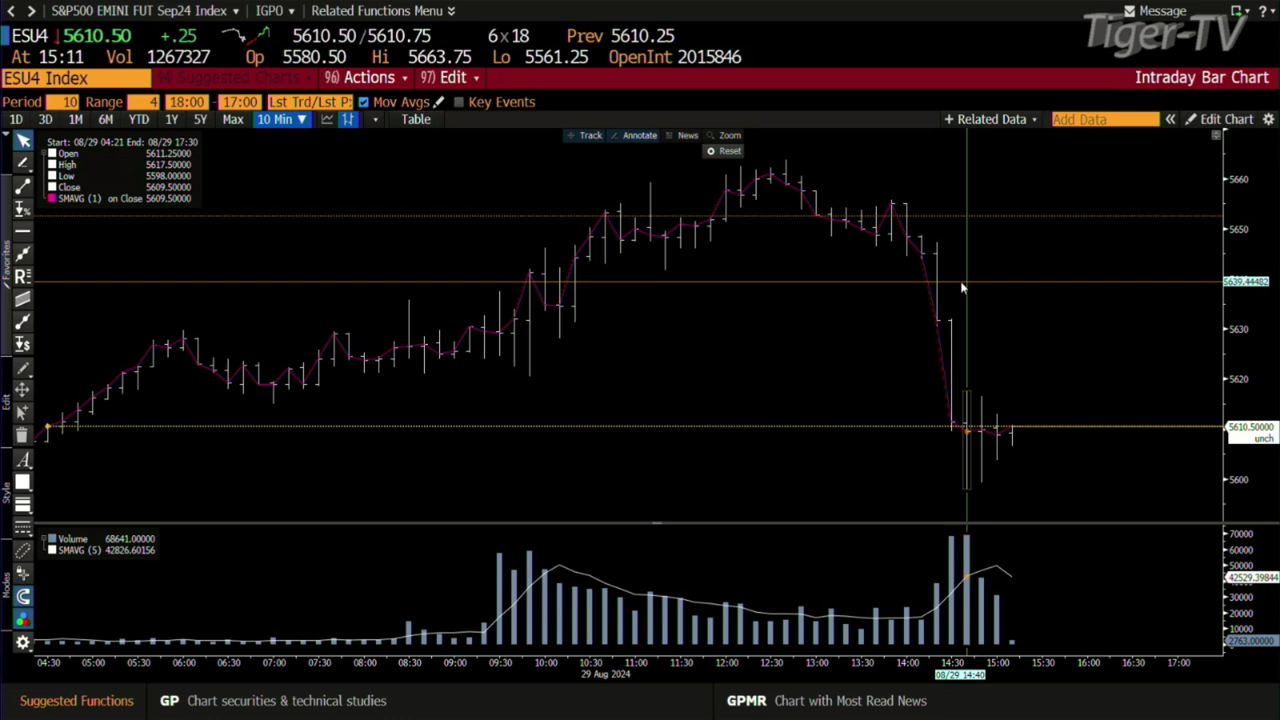 S&P500 EMINI FUT Sep24 Index IGPO Related Functions Menu Message ?
Tiger-TV
ESU4 5610.50 +.25 5610.50/5610.75 6x18 Prev 5610.25
At 15:11 Vol 1267327 Op 5580.50 Hi 5663.75 Lo 5561.25 OpenInt 2015846
ESU4 Index 94) Suggested Charts 96) Actions 97) Edit Intraday Bar Chart
Period 10 Range 4 18:00 - 17:00 Lst Trd/Lst P: Mov Avgs Key Events
1D 3D 1M 6M YTD 1Y 5Y Max 10 Min Table + Related Data Add Data Edit Chart
Track Annotate News Zoom
Reset
Start: 08/29 04:21 End: 08/29 17:30
Open 5611.25000
High 5617.50000
Low 5598.00000
Close 5609.50000
SMAVG (1) on Close 5609.50000
Favorites
Edit
Style
Modes
5660
5650
5639.44482
5630
5620
5610.50000
unch
5600
Volume 68641.00000
SMAVG (5) 42826.60156
70000
60000
50000
42529.39844
30000
20000
10000
2763.00000
04:30 05:00 05:30 06:00 06:30 07:00 07:30 08:00 08:30 09:00 09:30 10:00 10:30 11:00 11:30 12:00 12:30 13:00 13:30 14:00 14:30 15:00 15:30 16:00 16:30 17:00
29 Aug 2024
08/29 14:40
Suggested Functions GP Chart securities & technical studies GPMR Chart with Most Read News